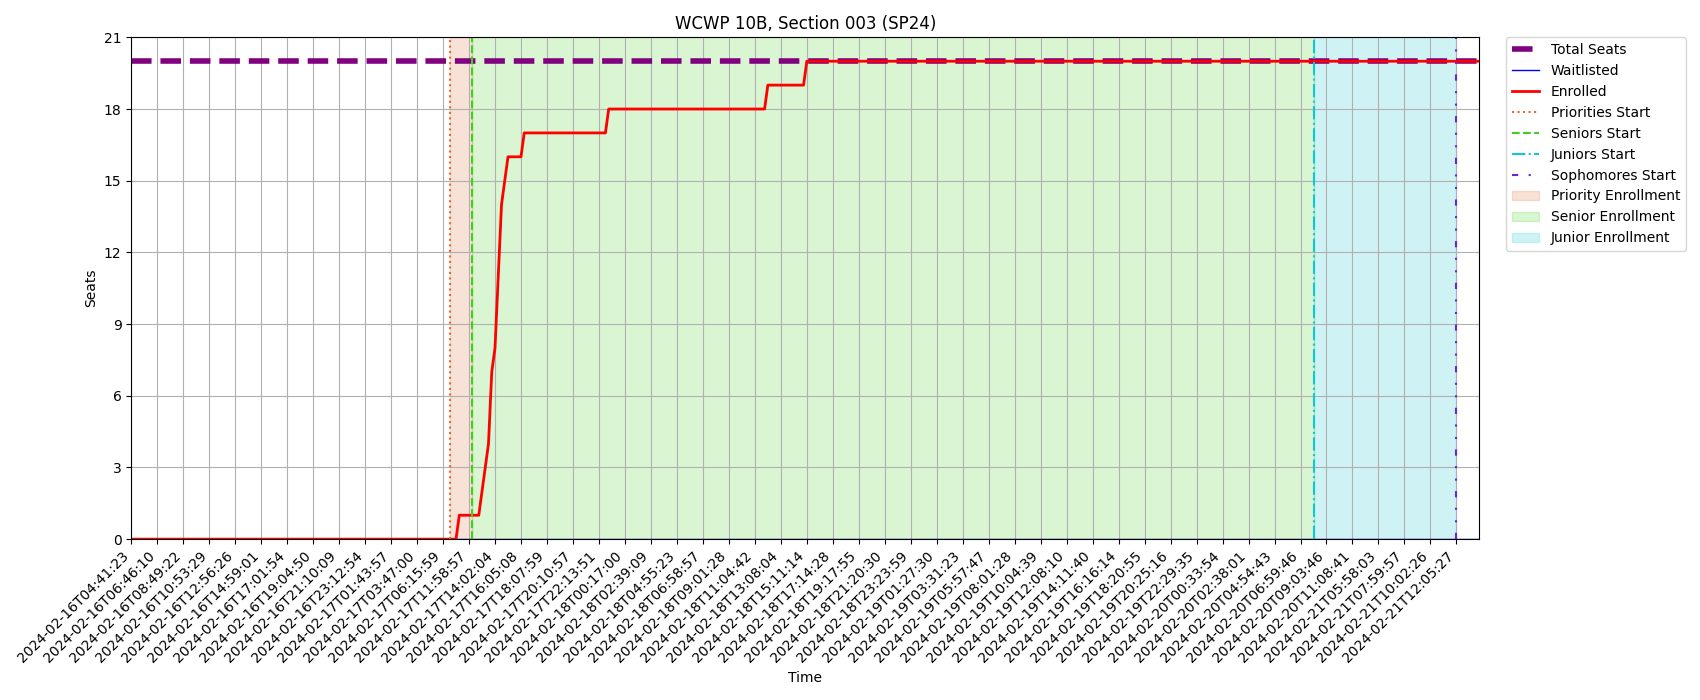 WCWP 10B, Section 003 (SP24)
Seats
21
18
15
12
9
6
3
0
2024-02-16T04:41:23
2024-02-16T06:46:10
2024-02-16T08:49:22
2024-02-16T10:53:29
2024-02-16T12:56:26
2024-02-16T14:59:01
2024-02-16T17:01:54
2024-02-16T19:04:50
2024-02-16T21:10:09
2024-02-16T23:12:54
2024-02-17T01:43:57
2024-02-17T03:47:00
2024-02-17T06:15:59
2024-02-17T11:58:57
2024-02-17T14:02:04
2024-02-17T16:05:08
2024-02-17T18:07:59
2024-02-17T20:10:57
2024-02-17T22:13:51
2024-02-18T00:17:00
2024-02-18T02:39:09
2024-02-18T04:55:23
2024-02-18T06:58:57
2024-02-18T09:01:28
2024-02-18T11:04:42
2024-02-18T13:08:04
2024-02-18T15:11:14
2024-02-18T17:14:28
2024-02-18T19:17:55
2024-02-18T21:20:30
2024-02-18T23:23:59
2024-02-19T01:27:30
2024-02-19T03:31:23
2024-02-19T05:57:47
2024-02-19T08:01:28
2024-02-19T10:04:39
2024-02-19T12:08:10
2024-02-19T14:11:40
2024-02-19T16:16:14
2024-02-19T18:20:55
2024-02-19T20:25:16
2024-02-19T22:29:35
2024-02-20T00:33:54
2024-02-20T02:38:01
2024-02-20T04:54:43
2024-02-20T06:59:46
2024-02-20T09:03:46
2024-02-20T11:08:41
2024-02-21T05:58:03
2024-02-21T07:59:57
2024-02-21T10:02:26
2024-02-21T12:05:27
Time
Total Seats
Waitlisted
Enrolled
Priorities Start
Seniors Start
Juniors Start
Sophomores Start
Priority Enrollment
Senior Enrollment
Junior Enrollment